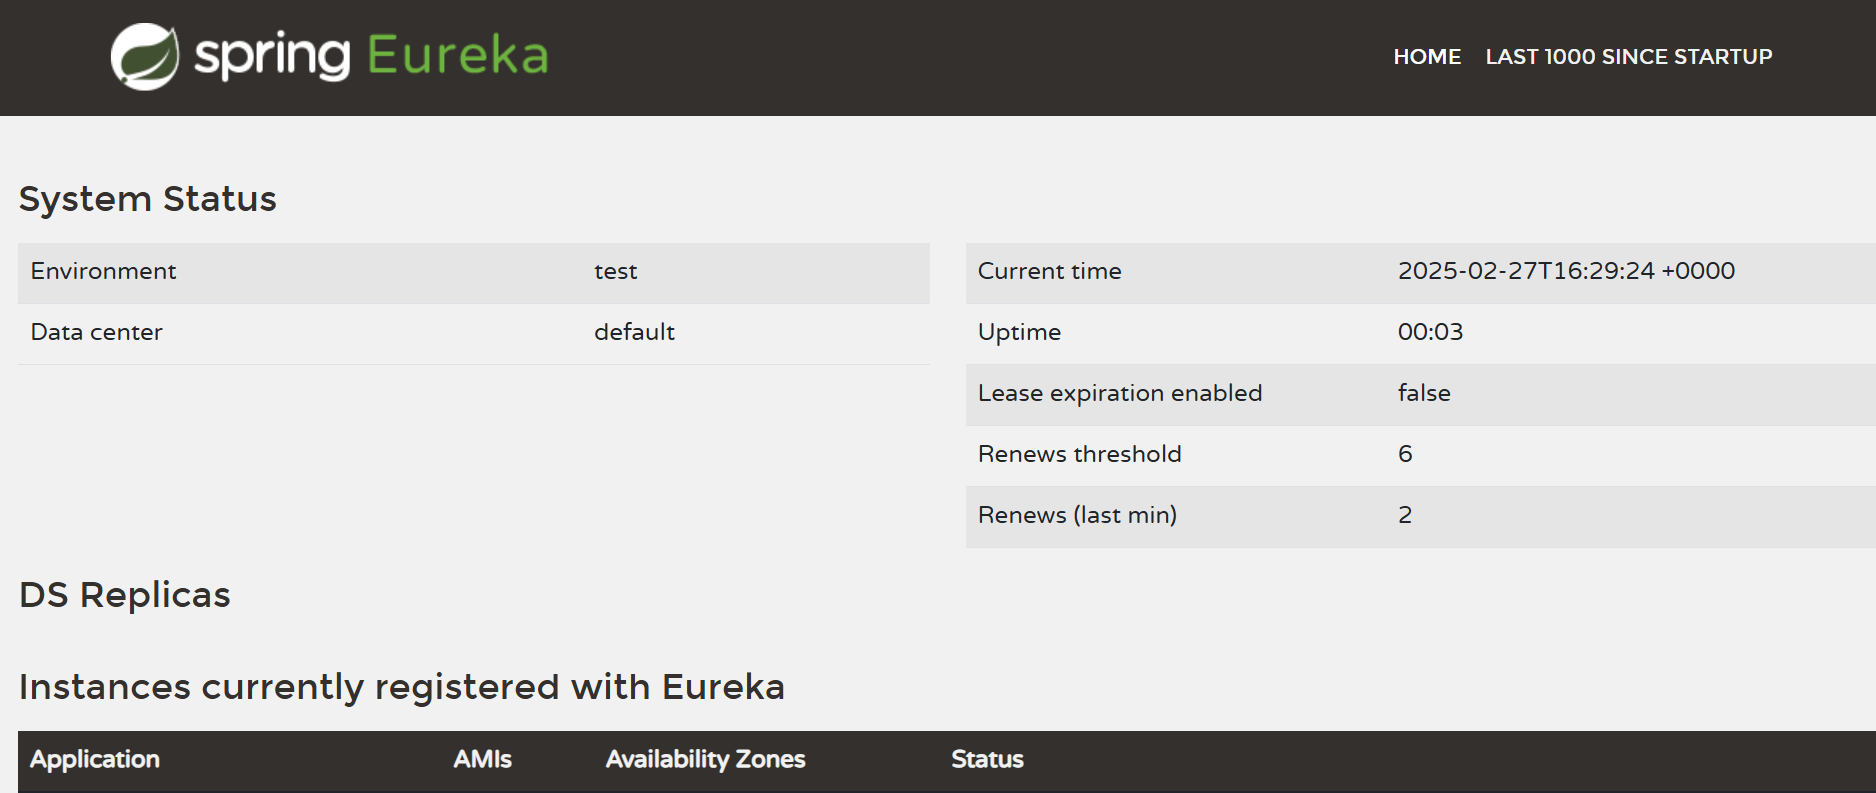 spring Eureka
HOME LAST 1000 SINCE STARTUP
System Status
Environment test
Data center default
Current time 2025-02-27T16:29:24 +0000
Uptime 00:03
Lease expiration enabled false
Renews threshold 6
Renews (last min) 2
DS Replicas
Instances currently registered with Eureka
Application AMIs Availability Zones Status